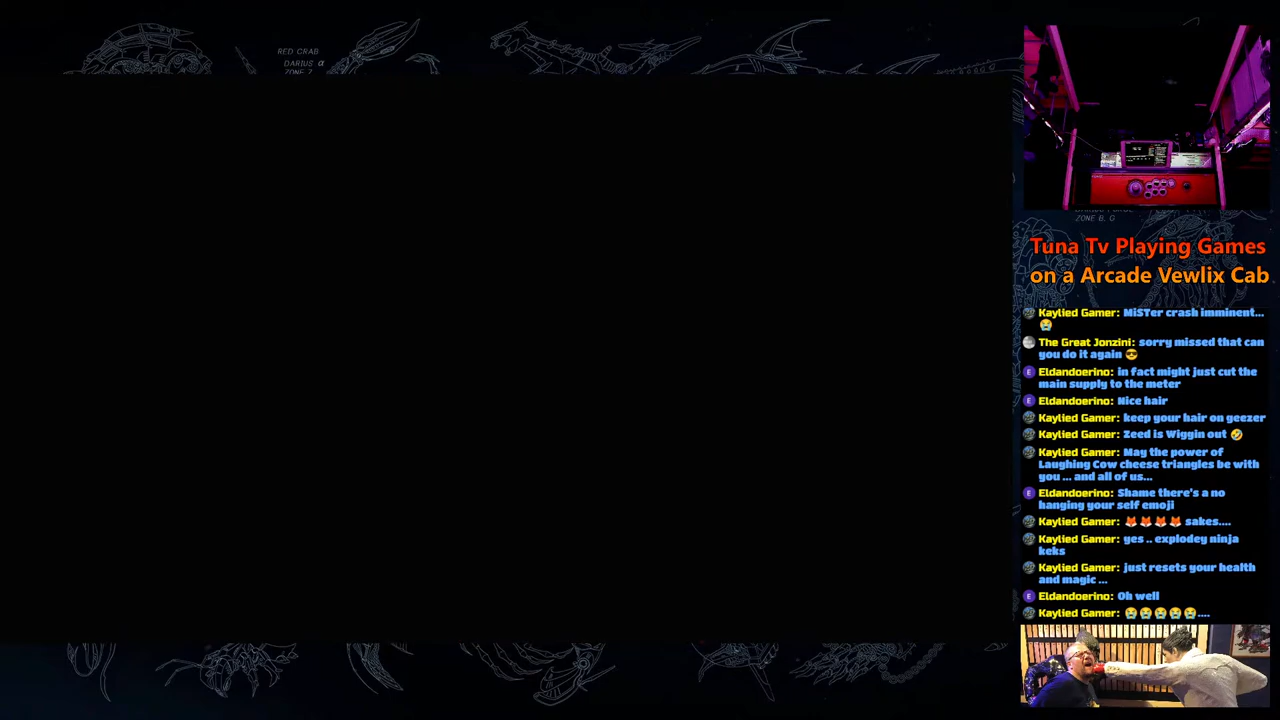 RED CRAB
DARIUS α
ZONE Z
ZONE B, G
Tuna Tv Playing Games
on a Arcade Vewlix Cab
Kaylied Gamer: MiSTer crash imminent...
😭
The Great Jonzini: sorry missed that can
you do it again 😎
Eldandoerino: in fact might just cut the
main supply to the meter
Eldandoerino: Nice hair
Kaylied Gamer: keep your hair on geezer
Kaylied Gamer: Zeed is Wiggin out 🤣
Kaylied Gamer: May the power of
Laughing Cow cheese triangles be with
you ... and all of us...
Eldandoerino: Shame there's a no
hanging your self emoji
Kaylied Gamer: 🦊🦊🦊🦊 sakes....
Kaylied Gamer: yes .. explodey ninja
keks
Kaylied Gamer: just resets your health
and magic ...
Eldandoerino: Oh well
Kaylied Gamer: 😭😭😭😭😭....